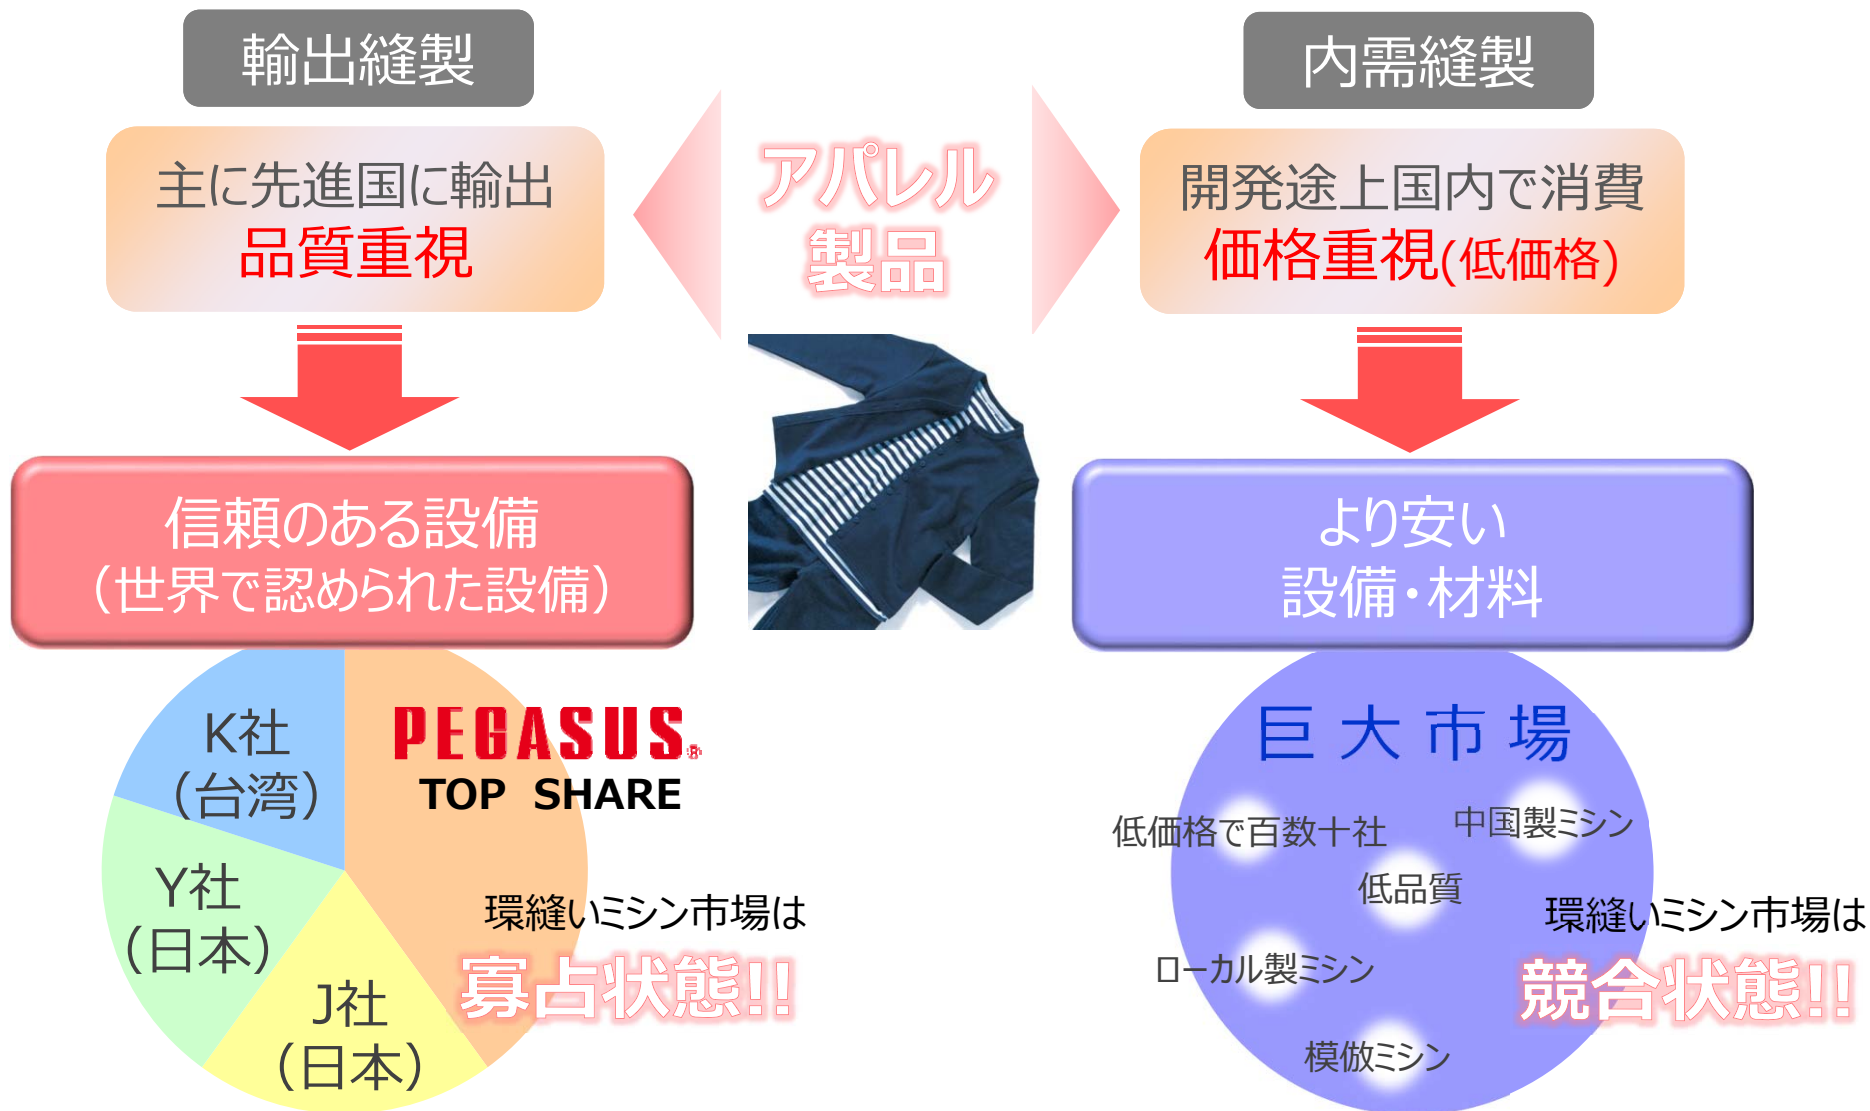 輸出縫製
主に先進国に輸出
品質重視
信頼のある設備
（世界で認められた設備）
K社
（台湾）
Y社
（日本）
J社
（日本）
PEGASUS®
TOP SHARE
環縫いミシン市場は
寡占状態!!
アパレル
製品
内需縫製
開発途上国内で消費
価格重視(低価格)
より安い
設備・材料
巨大市場
低価格で百数十社
中国製ミシン
低品質
ローカル製ミシン
模倣ミシン
環縫いミシン市場は
競合状態!!